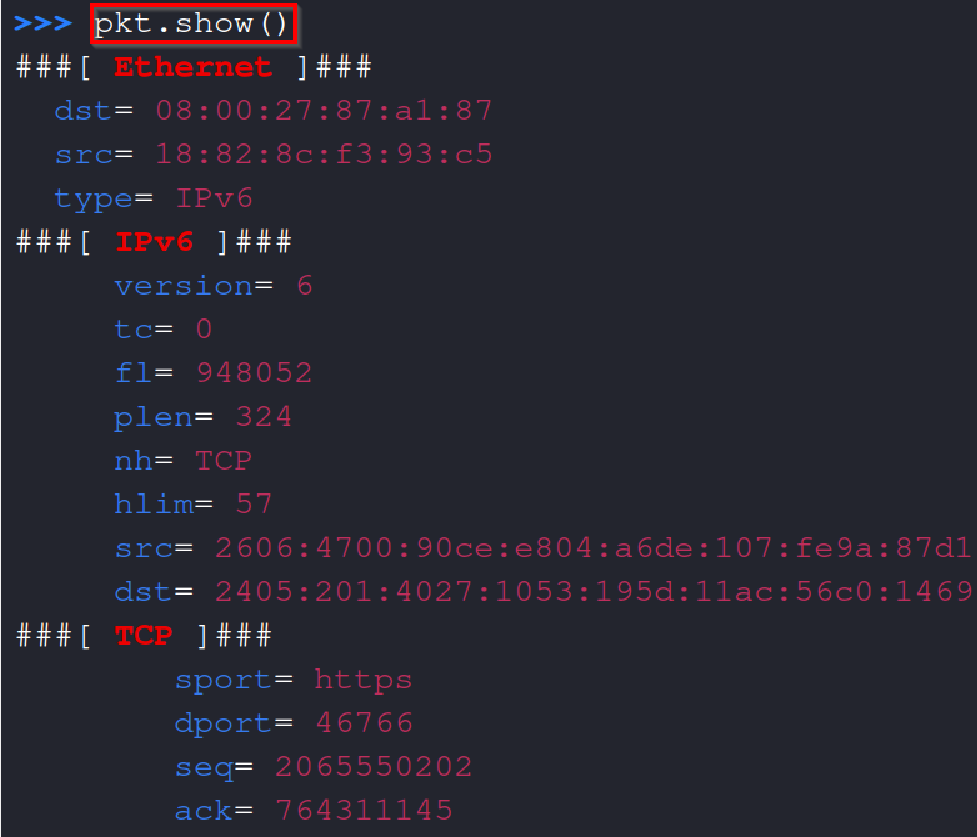 >>> pkt.show()
###[ Ethernet ]###
dst= 08:00:27:87:a1:87
src= 18:82:8c:f3:93:c5
type= IPv6
###[ IPv6 ]###
version= 6
tc= 0
fl= 948052
plen= 324
nh= TCP
hlim= 57
src= 2606:4700:90ce:e804:a6de:107:fe9a:87d1
dst= 2405:201:4027:1053:195d:11ac:56c0:1469
###[ TCP ]###
sport= https
dport= 46766
seq= 2065550202
ack= 764311145